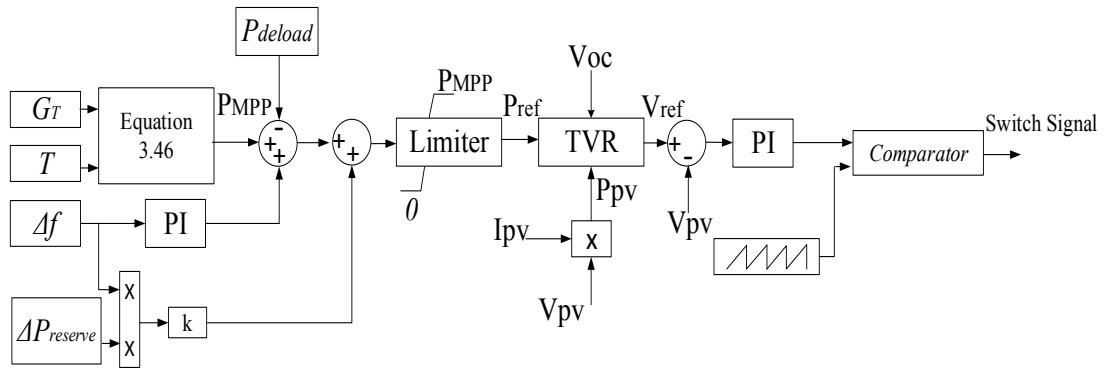 Pdeload
Voc
GT
T
Equation
3.46
PMPP
-
+
+
+
+
PMPP
Limiter
0
Pref
TVR
Vref
+
-
PI
Comparator
Switch Signal
Δf
PI
Ppv
Ipv
x
Vpv
Vpv
ΔPreserve
x
x
k